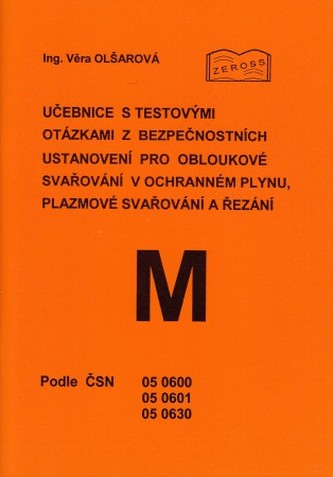 Ing. Věra OLŠAROVÁ
ZEROSS
UČEBNICE S TESTOVÝMI
OTÁZKAMI Z BEZPEČNOSTNÍCH
USTANOVENÍ PRO OBLOUKOVÉ
SVAŘOVÁNÍ V OCHRANNÉM PLYNU,
PLAZMOVÉ SVAŘOVÁNÍ A ŘEZÁNÍ
M
Podle ČSN 05 0600
05 0601
05 0630